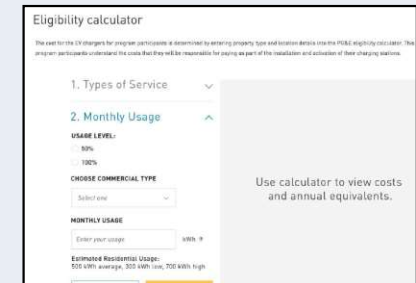 Eligibility calculator
The cost for the EV chargers for program participants is determined by entering property type and location details into the PG&E eligibility calculator. This
program participants understand the costs that they will be responsible for paying as part of the installation and activation of their charging stations.
1. Types of Service
2. Monthly Usage
USAGE LEVEL:
50%
100%
CHOOSE COMMERCIAL TYPE
Select one
MONTHLY USAGE
Enter your usage
kWh ?
Estimated Residential Usage:
500 kWh average, 300 kWh low, 700 kWh high
Use calculator to view costs
and annual equivalents.